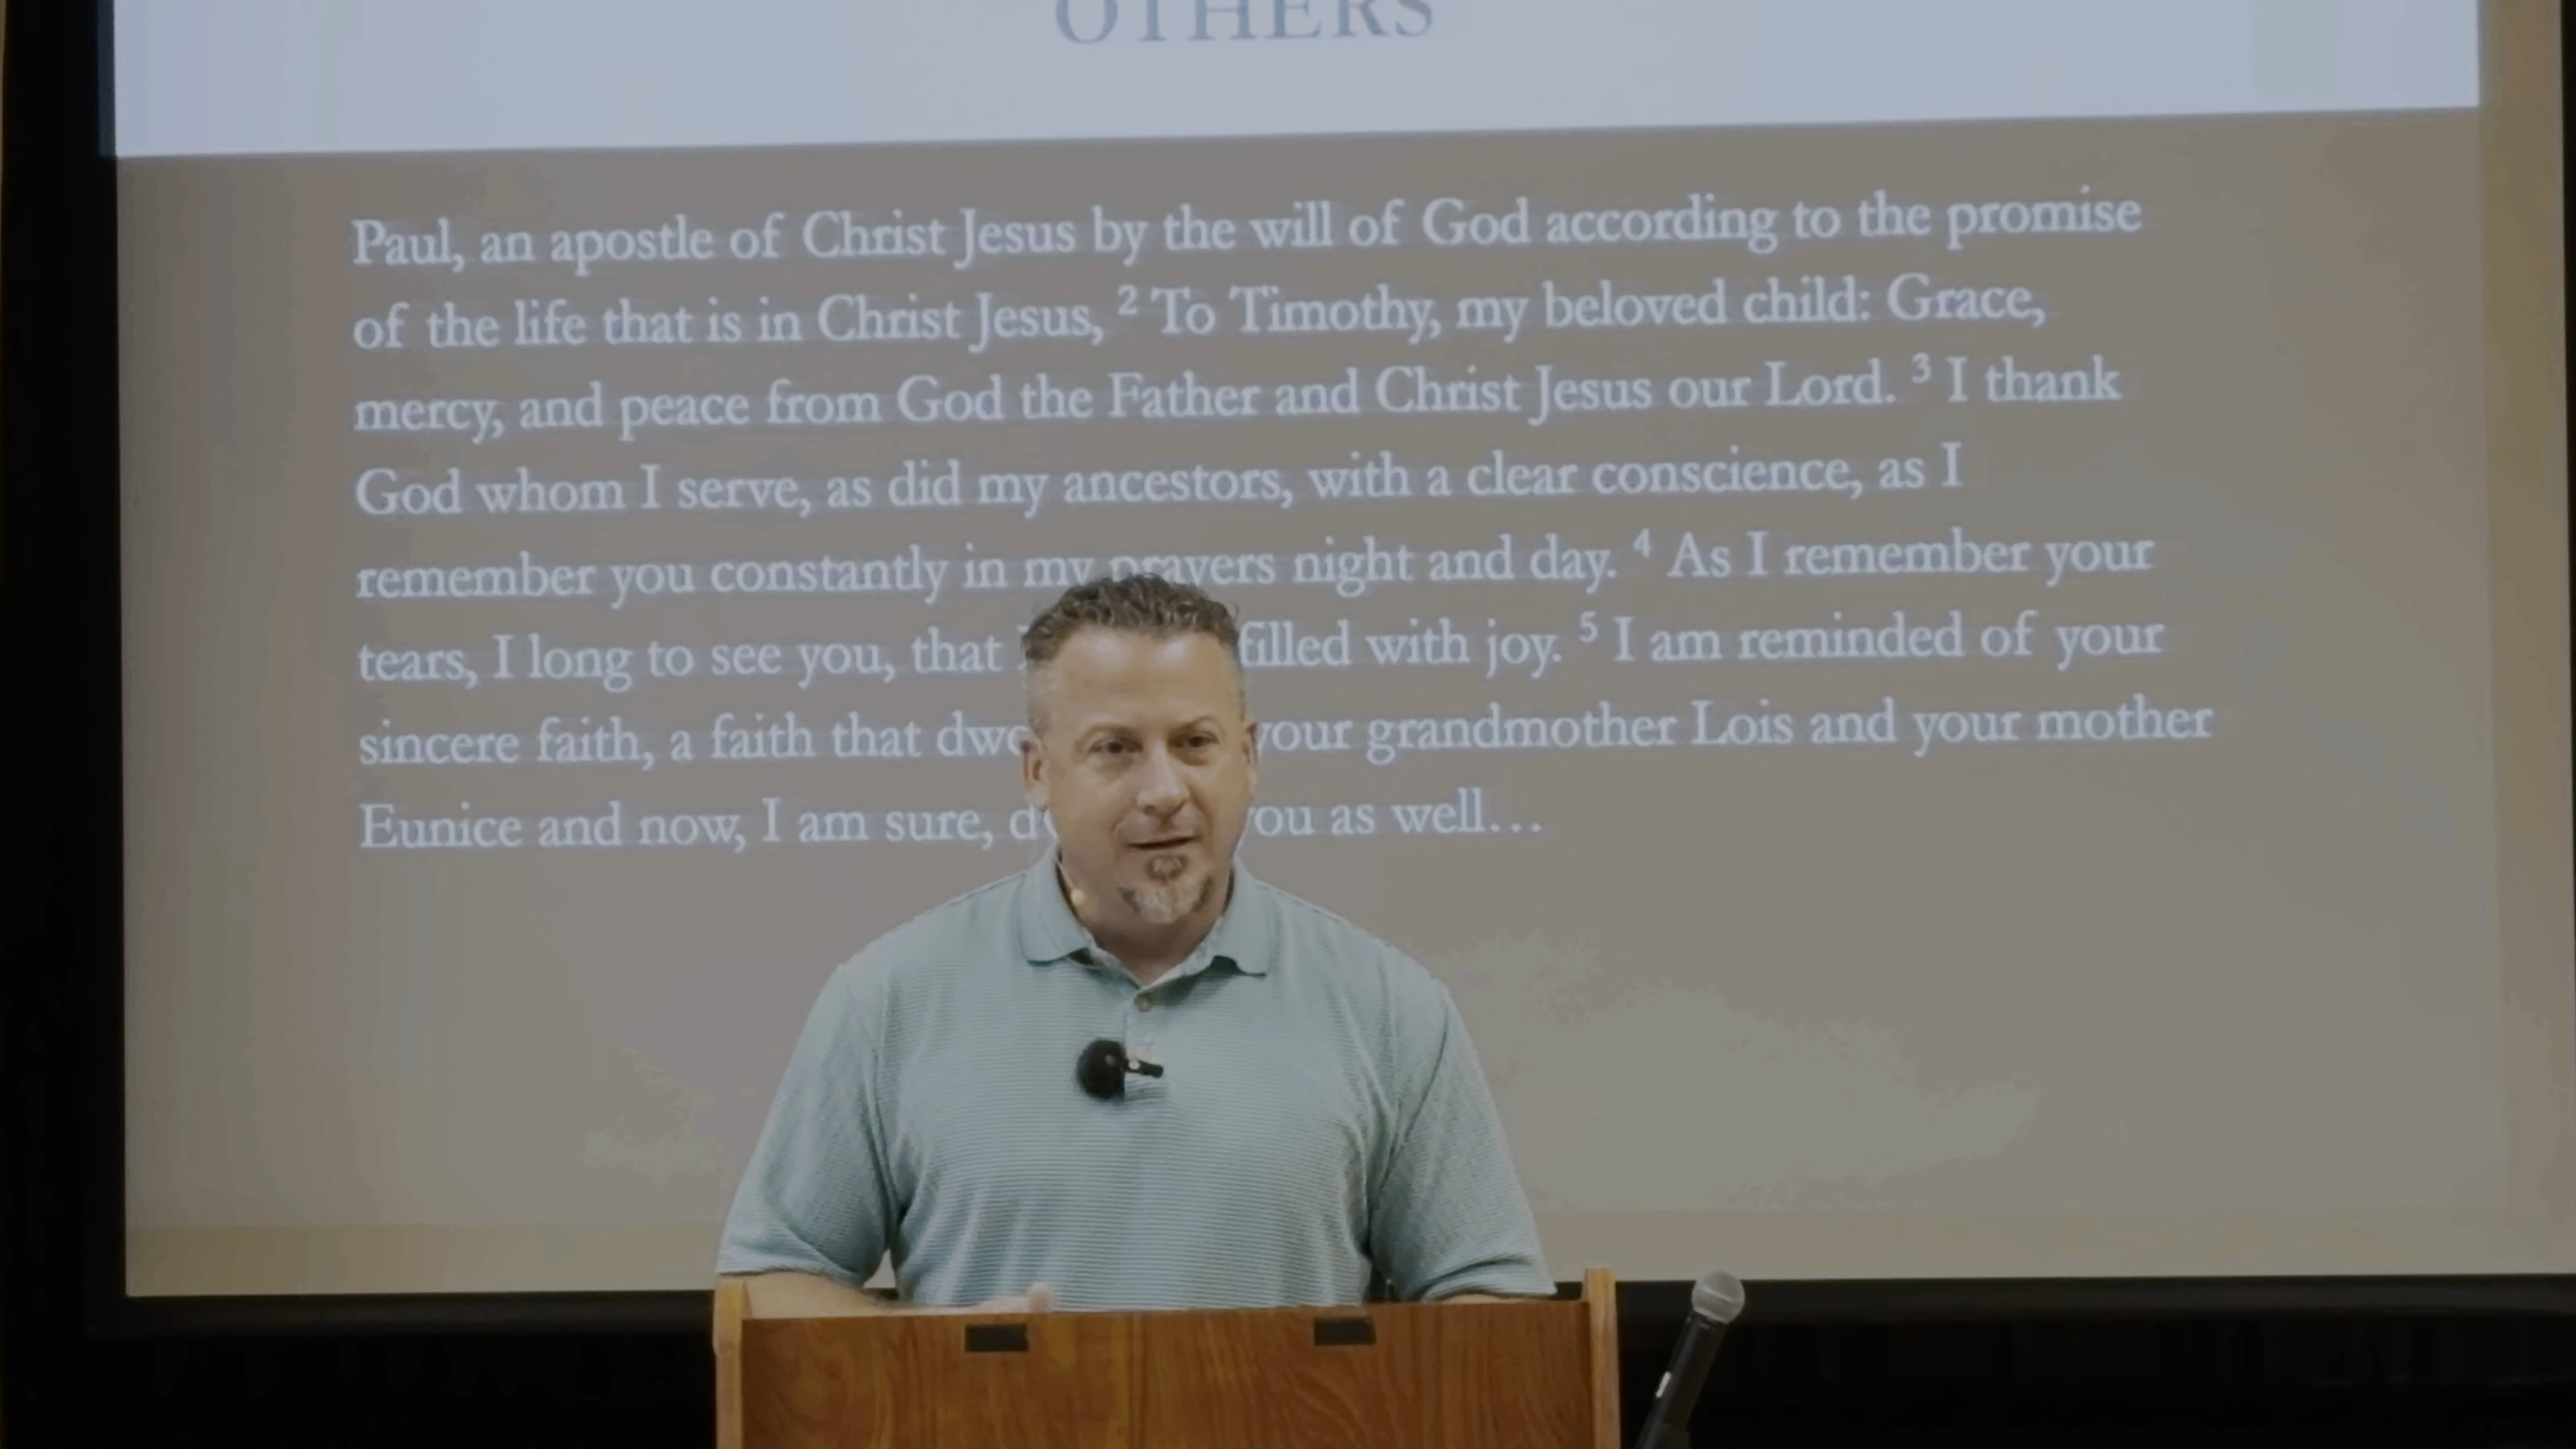 OTHERS
Paul, an apostle of Christ Jesus by the will of God according to the promise
of the life that is in Christ Jesus, ² To Timothy, my beloved child: Grace,
mercy, and peace from God the Father and Christ Jesus our Lord. ³ I thank
God whom I serve, as did my ancestors, with a clear conscience, as I
remember you constantly in my prayers night and day. ⁴ As I remember your
tears, I long to see you, that filled with joy. ⁵ I am reminded of your
sincere faith, a faith that your grandmother Lois and your mother
Eunice and now, I am sure, you as well…